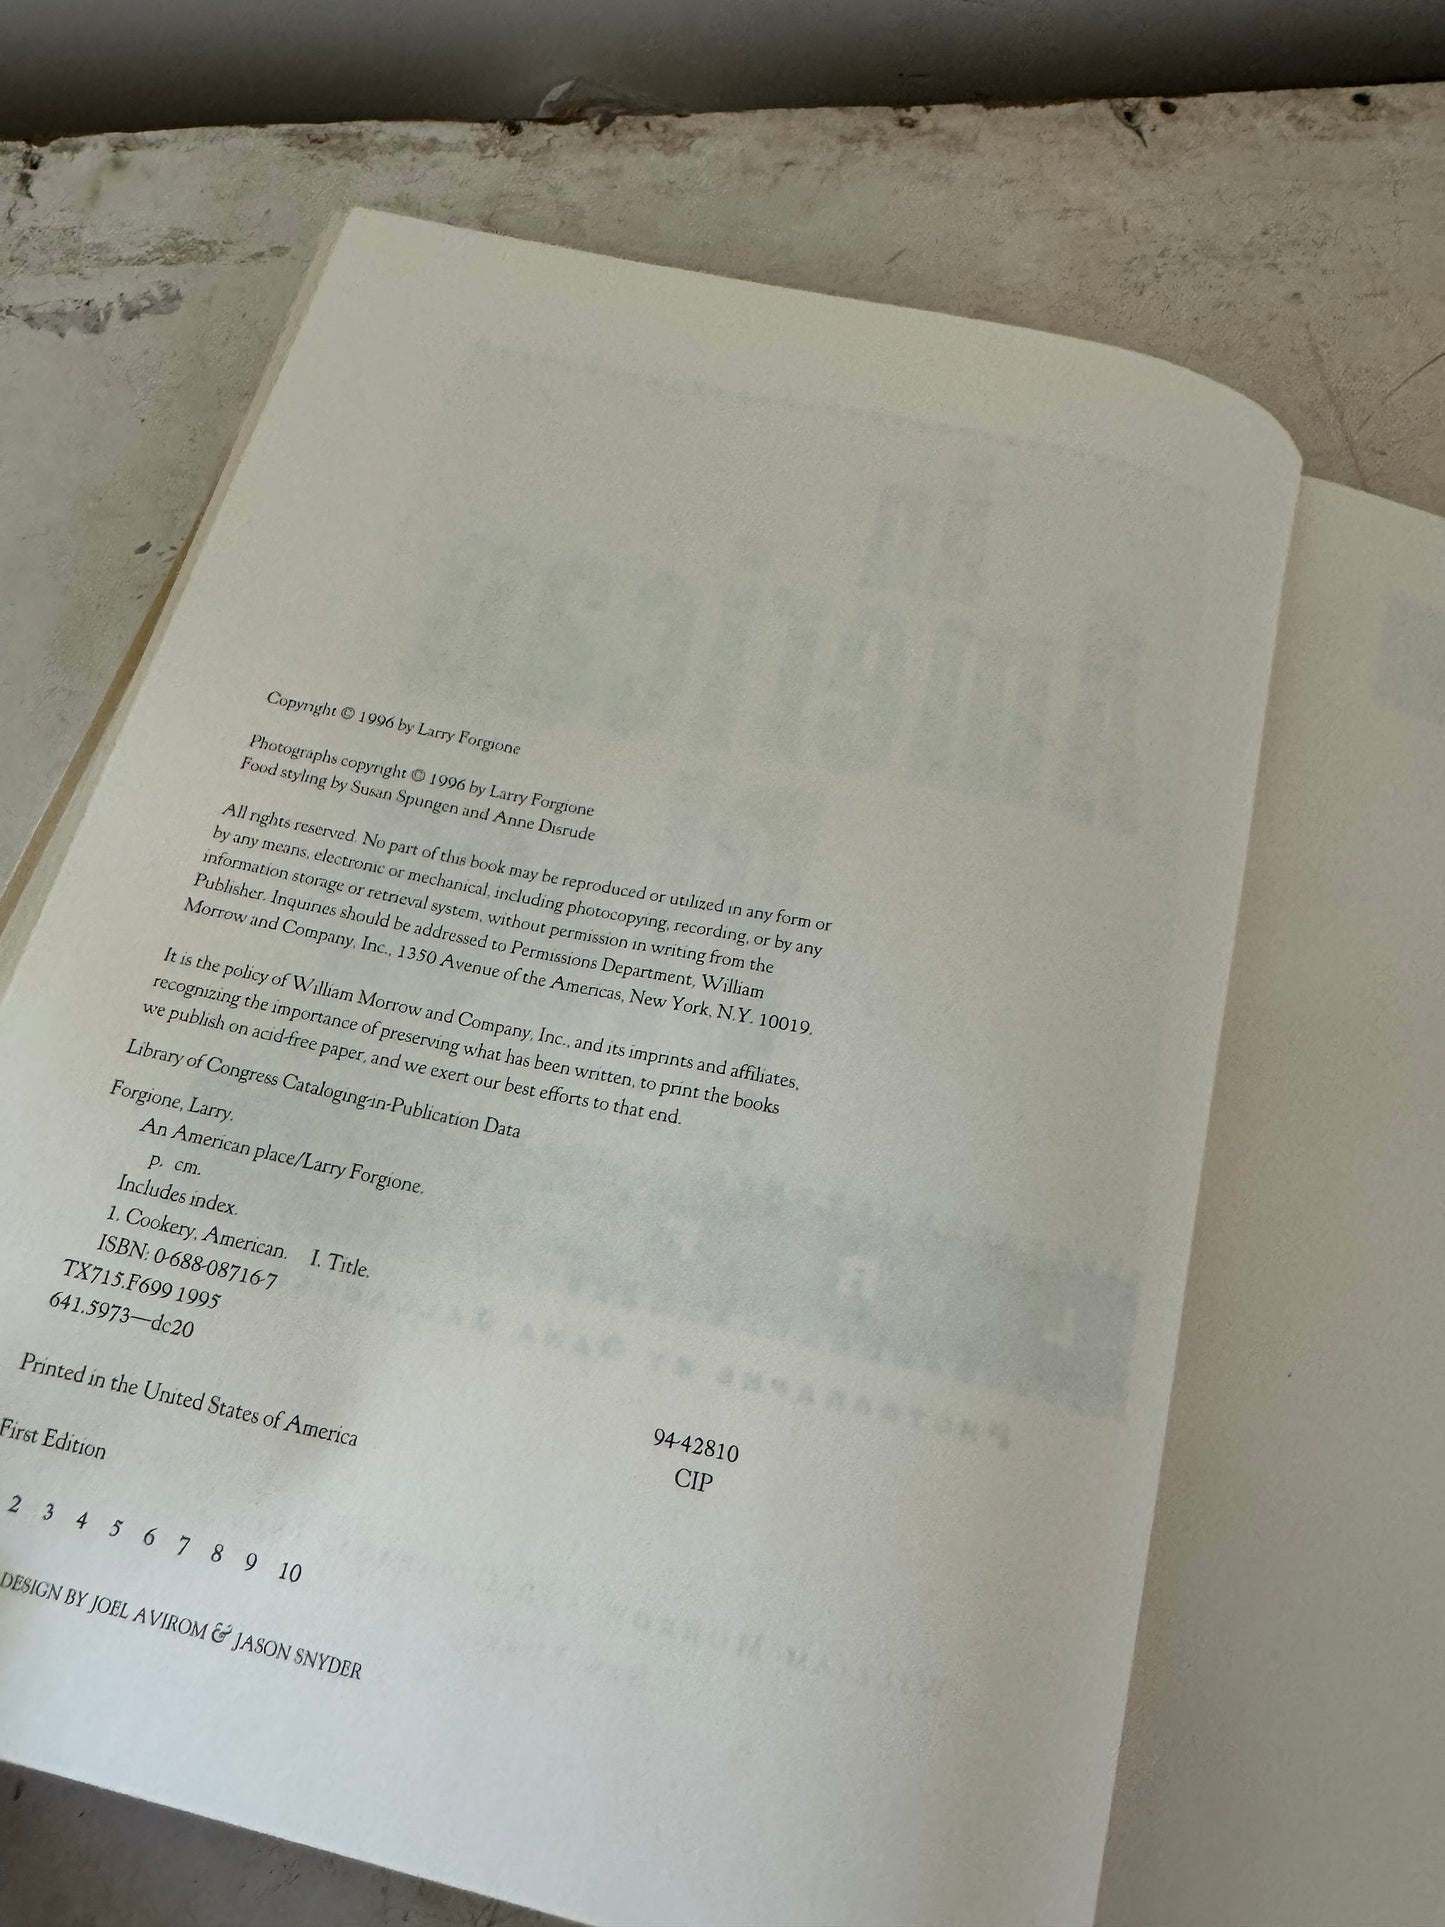 Copyright © 1996 by Larry Forgione
Photographs copyright © 1996 by Larry Forgione
Food styling by Susan Spungen and Anne Disrude
All rights reserved. No part of this book may be reproduced or utilized in any form or
by any means, electronic or mechanical, including photocopying, recording, or by any
information storage or retrieval system, without permission in writing from the
Publisher. Inquiries should be addressed to Permissions Department, William
Morrow and Company, Inc., 1350 Avenue of the Americas, New York, N.Y. 10019.
It is the policy of William Morrow and Company, Inc., and its imprints and affiliates,
recognizing the importance of preserving what has been written, to print the books
we publish on acid-free paper, and we exert our best efforts to that end.
Library of Congress Cataloging-in-Publication Data
Forgione, Larry.
An American place/Larry Forgione.
p. cm.
Includes index.
1. Cookery, American. I. Title.
ISBN: 0-688-08716-7
TX715.F699 1995
641.5973—dc20
94-42810
CIP
Printed in the United States of America
First Edition
2 3 4 5 6 7 8 9 10
DESIGN BY JOEL AVIROM & JASON SNYDER